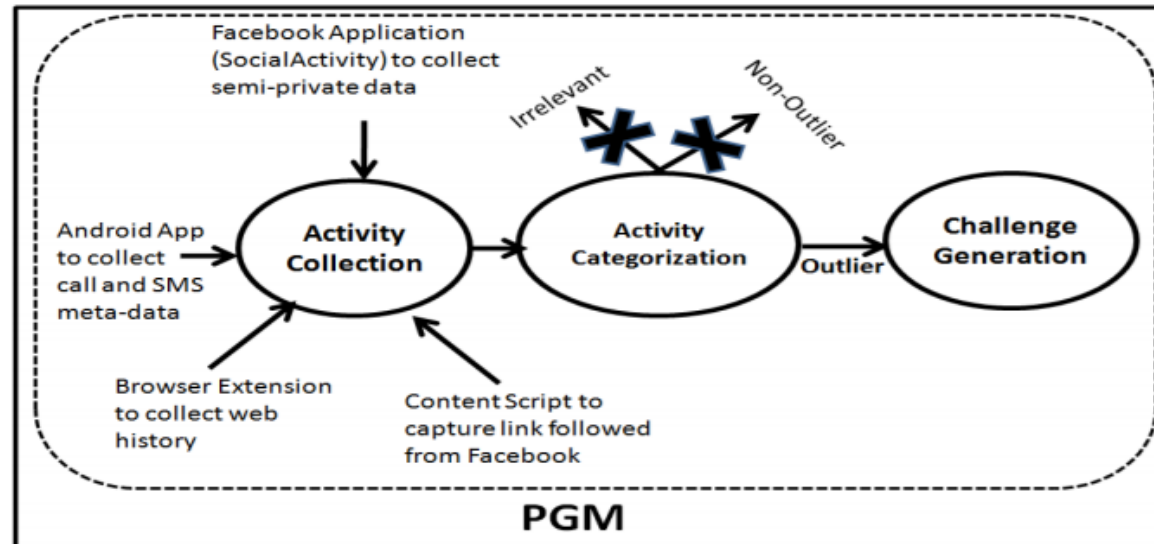 Facebook Application
(SocialActivity) to collect
semi-private data
Irrelevant
Non-Outlier
Android App
to collect
call and SMS
meta-data
Activity
Collection
Activity
Categorization
Outlier
Challenge
Generation
Browser Extension
to collect web
history
Content Script to
capture link followed
from Facebook
PGM